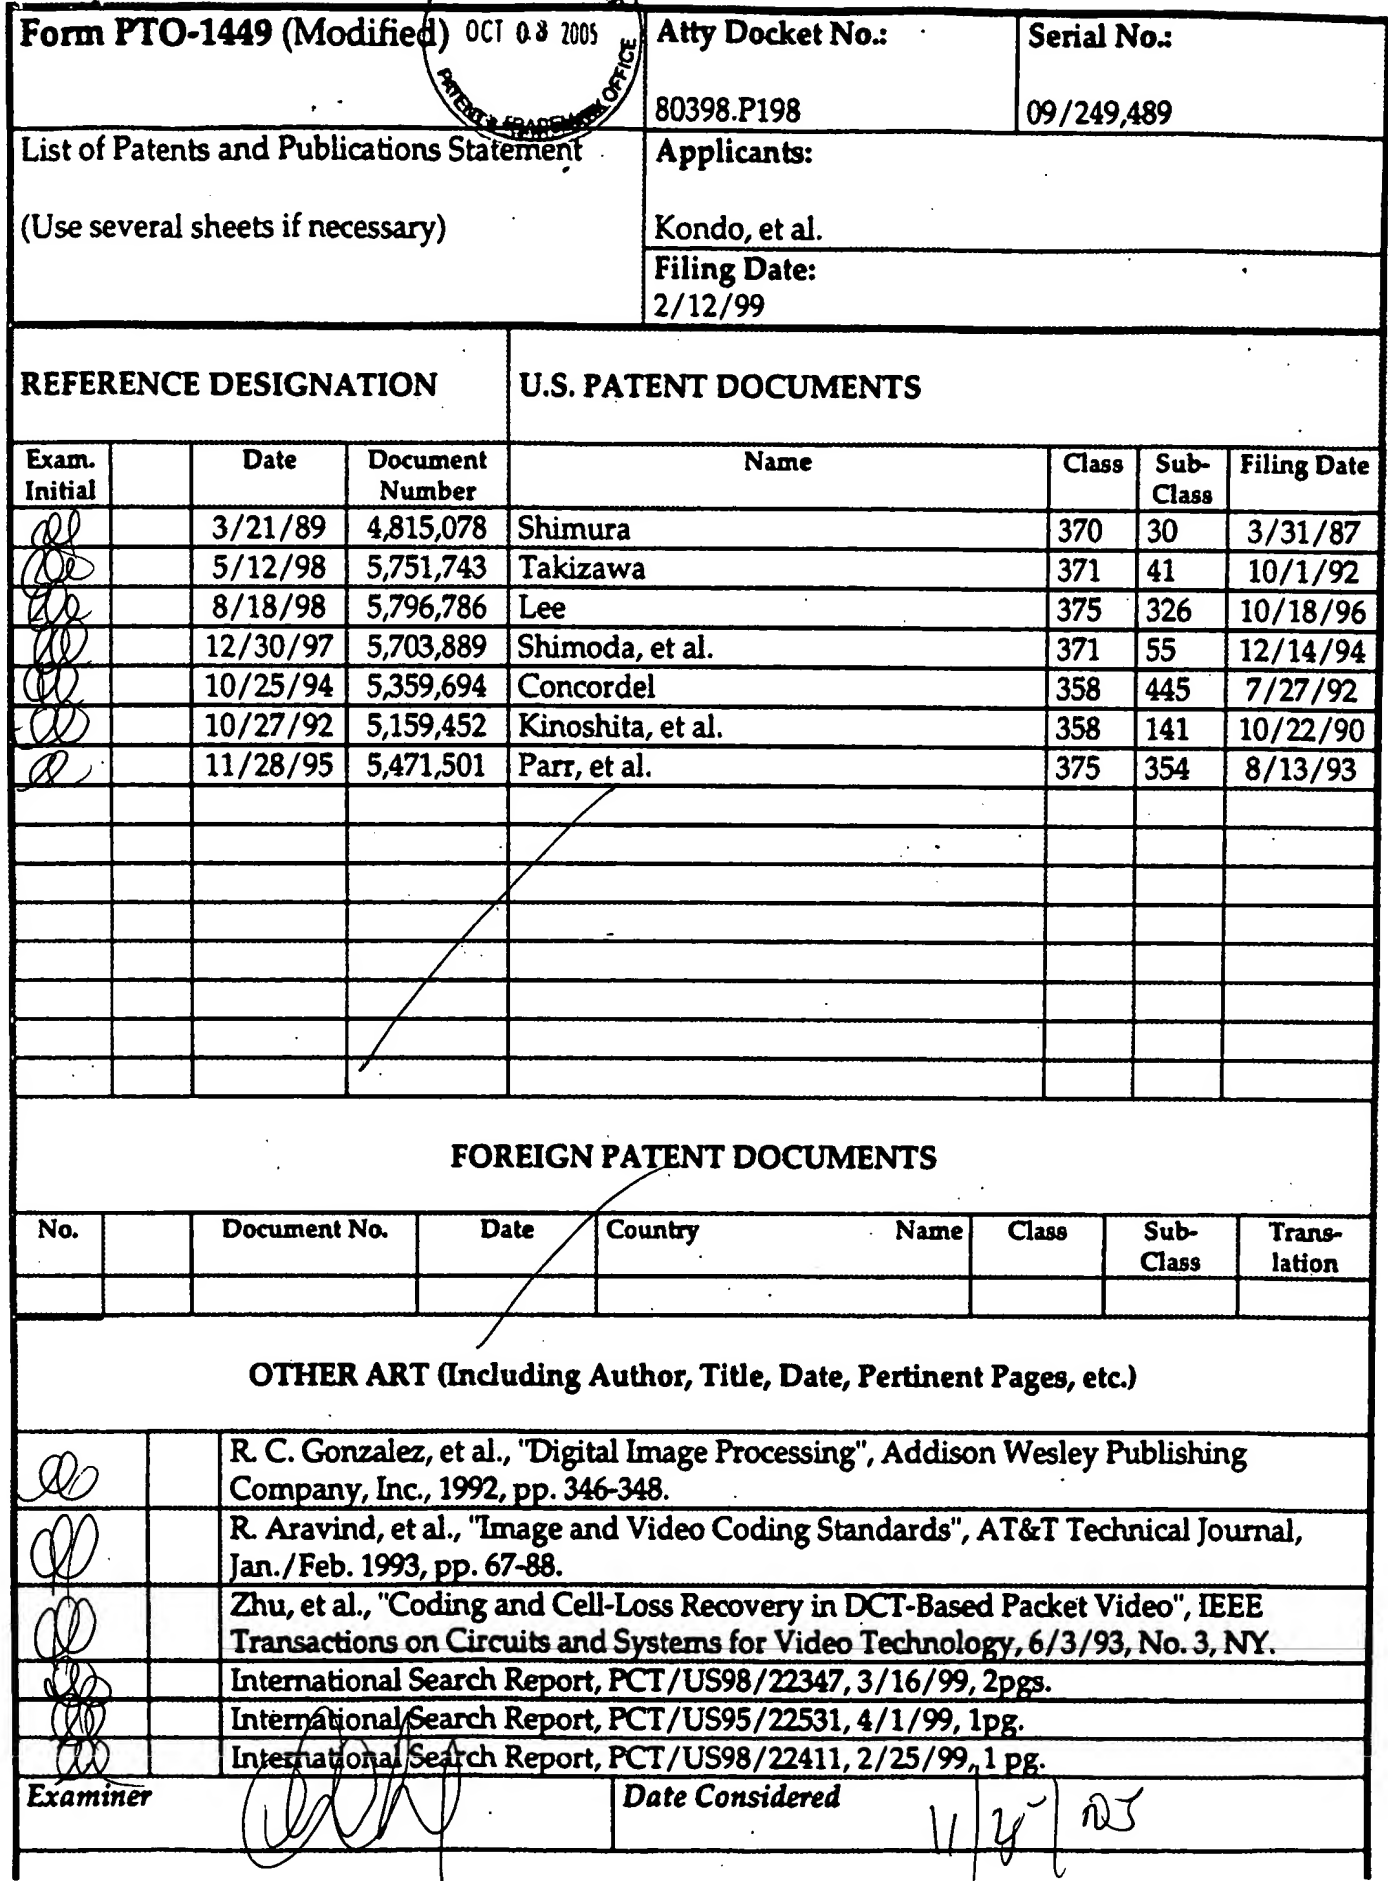 Form PTO-1449 (Modified)
OCT 03 2005
PATENT & TRADEMARK OFFICE
Atty Docket No.:
80398.P198
Serial No.:
09/249,489
List of Patents and Publications Statement
(Use several sheets if necessary)
Applicants:
Kondo, et al.
Filing Date:
2/12/99
REFERENCE DESIGNATION
U.S. PATENT DOCUMENTS
Exam. Initial Date Document Number Name Class Sub-Class Filing Date
3/21/89 4,815,078 Shimura 370 30 3/31/87
5/12/98 5,751,743 Takizawa 371 41 10/1/92
8/18/98 5,796,786 Lee 375 326 10/18/96
12/30/97 5,703,889 Shimoda, et al. 371 55 12/14/94
10/25/94 5,359,694 Concordel 358 445 7/27/92
10/27/92 5,159,452 Kinoshita, et al. 358 141 10/22/90
11/28/95 5,471,501 Parr, et al. 375 354 8/13/93
FOREIGN PATENT DOCUMENTS
No. Document No. Date Country Name Class Sub-Class Trans-lation
OTHER ART (Including Author, Title, Date, Pertinent Pages, etc.)
R. C. Gonzalez, et al., "Digital Image Processing", Addison Wesley Publishing
Company, Inc., 1992, pp. 346-348.
R. Aravind, et al., "Image and Video Coding Standards", AT&T Technical Journal,
Jan./Feb. 1993, pp. 67-88.
Zhu, et al., "Coding and Cell-Loss Recovery in DCT-Based Packet Video", IEEE
Transactions on Circuits and Systems for Video Technology, 6/3/93, No. 3, NY.
International Search Report, PCT/US98/22347, 3/16/99, 2pgs.
International Search Report, PCT/US95/22531, 4/1/99, 1pg.
International Search Report, PCT/US98/22411, 2/25/99, 1 pg.
Examiner
Date Considered